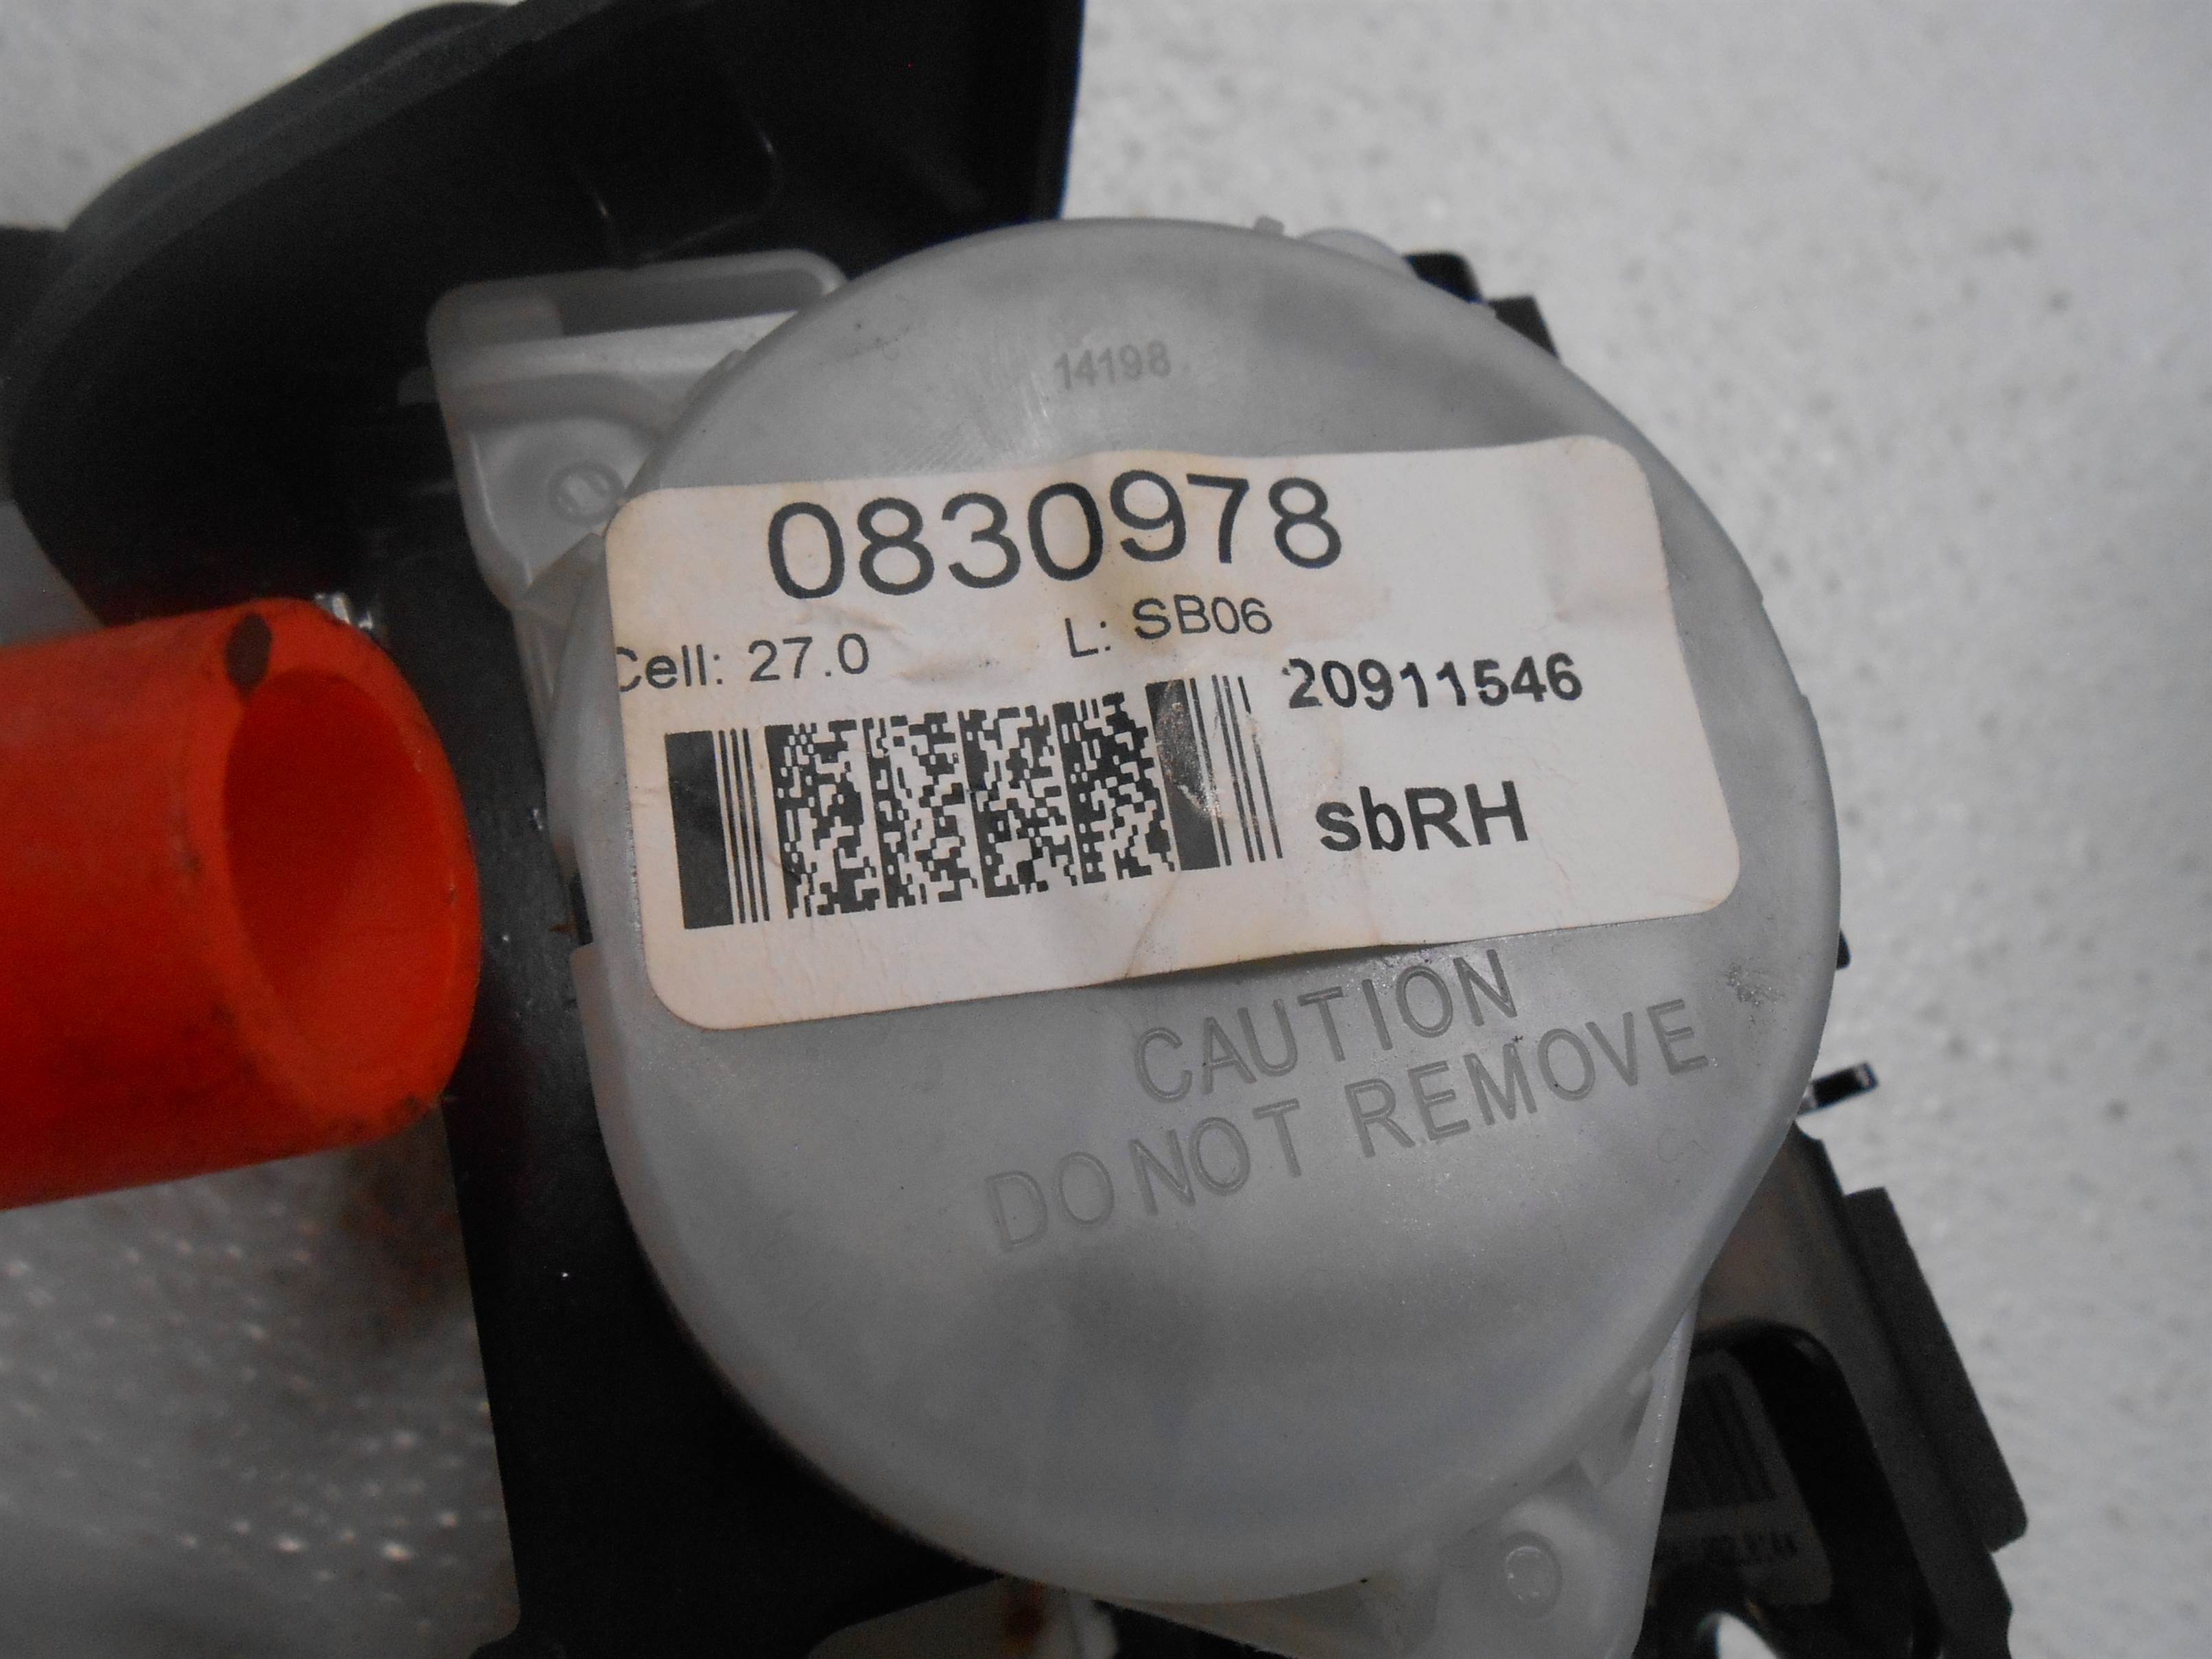 14198
0830978
Cell: 27.0 L: SB06
20911546
sbRH
CAUTION
DO NOT REMOVE